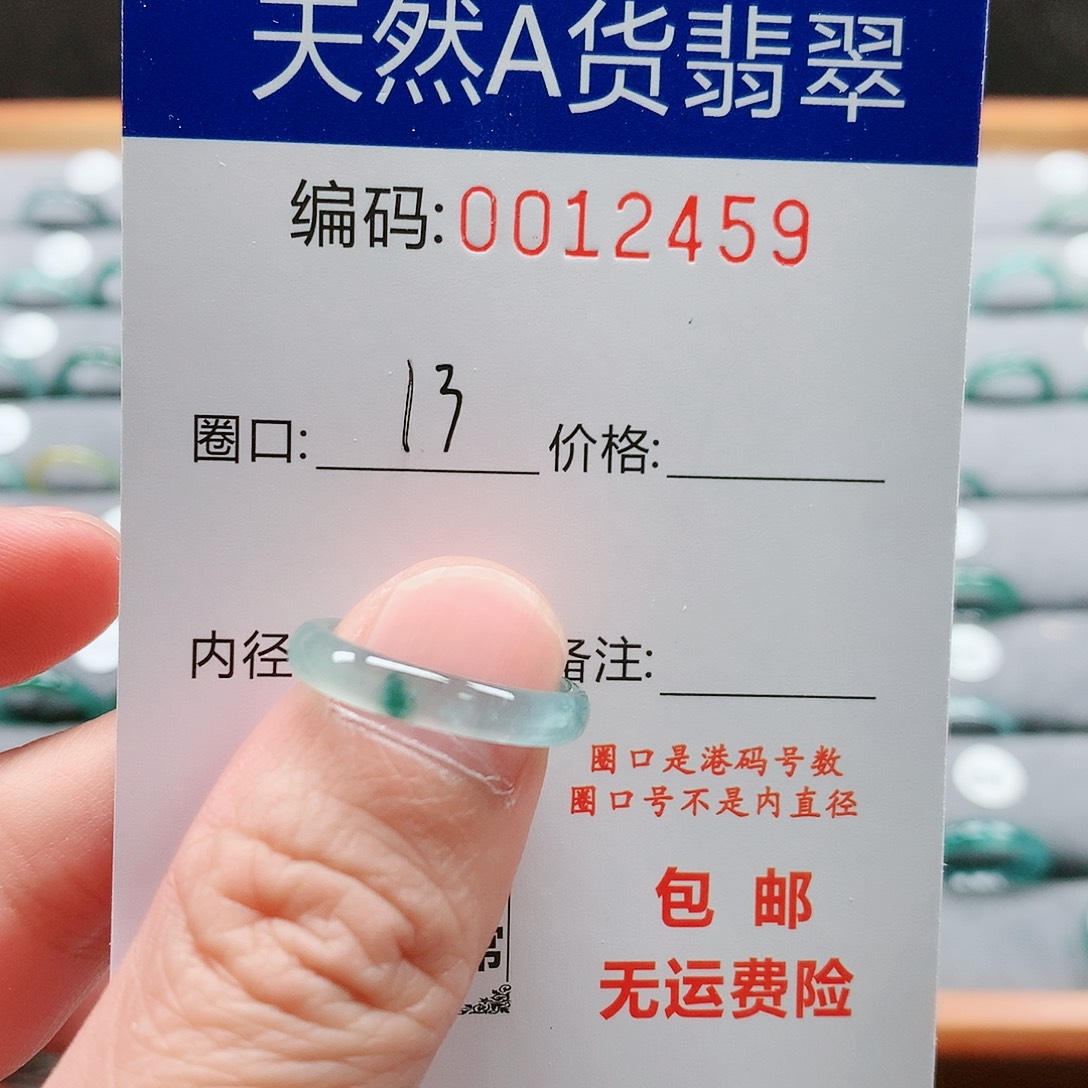 天然A货翡翠
编码:0012459
圈口: 13 价格:
内径 备注:
圈口是港码号数
圈口号不是内直径
包 邮
无运费险